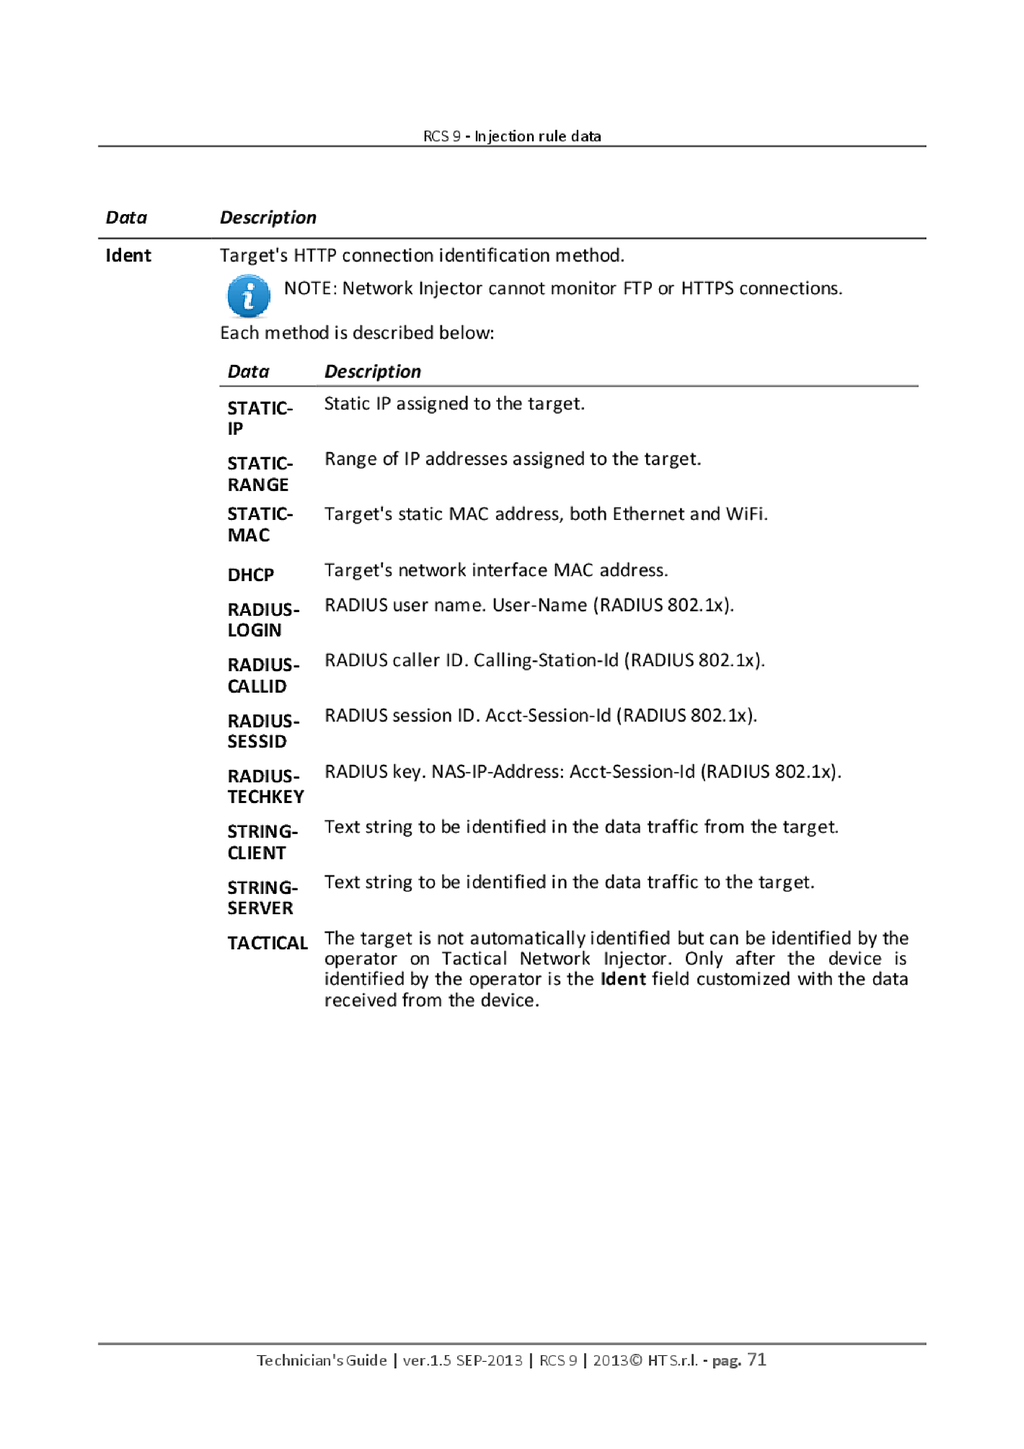 RCS 9 - Injection rule data
Data Description
Ident Target's HTTP connection identification method.
NOTE: Network Injector cannot monitor FTP or HTTPS connections.
Each method is described below:
Data Description
STATIC- Static IP assigned to the target.
IP
STATIC- Range of IP addresses assigned to the target.
RANGE
STATIC- Target's static MAC address, both Ethernet and WiFi.
MAC
DHCP Target's network interface MAC address.
RADIUS- RADIUS user name. User-Name (RADIUS 802.1x).
LOGIN
RADIUS- RADIUS caller ID. Calling-Station-Id (RADIUS 802.1x).
CALLID
RADIUS- RADIUS session ID. Acct-Session-Id (RADIUS 802.1x).
SESSID
RADIUS- RADIUS key. NAS-IP-Address: Acct-Session-Id (RADIUS 802.1x).
TECHKEY
STRING- Text string to be identified in the data traffic from the target.
CLIENT
STRING- Text string to be identified in the data traffic to the target.
SERVER
TACTICAL The target is not automatically identified but can be identified by the
operator on Tactical Network Injector. Only after the device is
identified by the operator is the Ident field customized with the data
received from the device.
Technician's Guide | ver.1.5 SEP-2013 | RCS 9 | 2013© HT S.r.l. - pag. 71